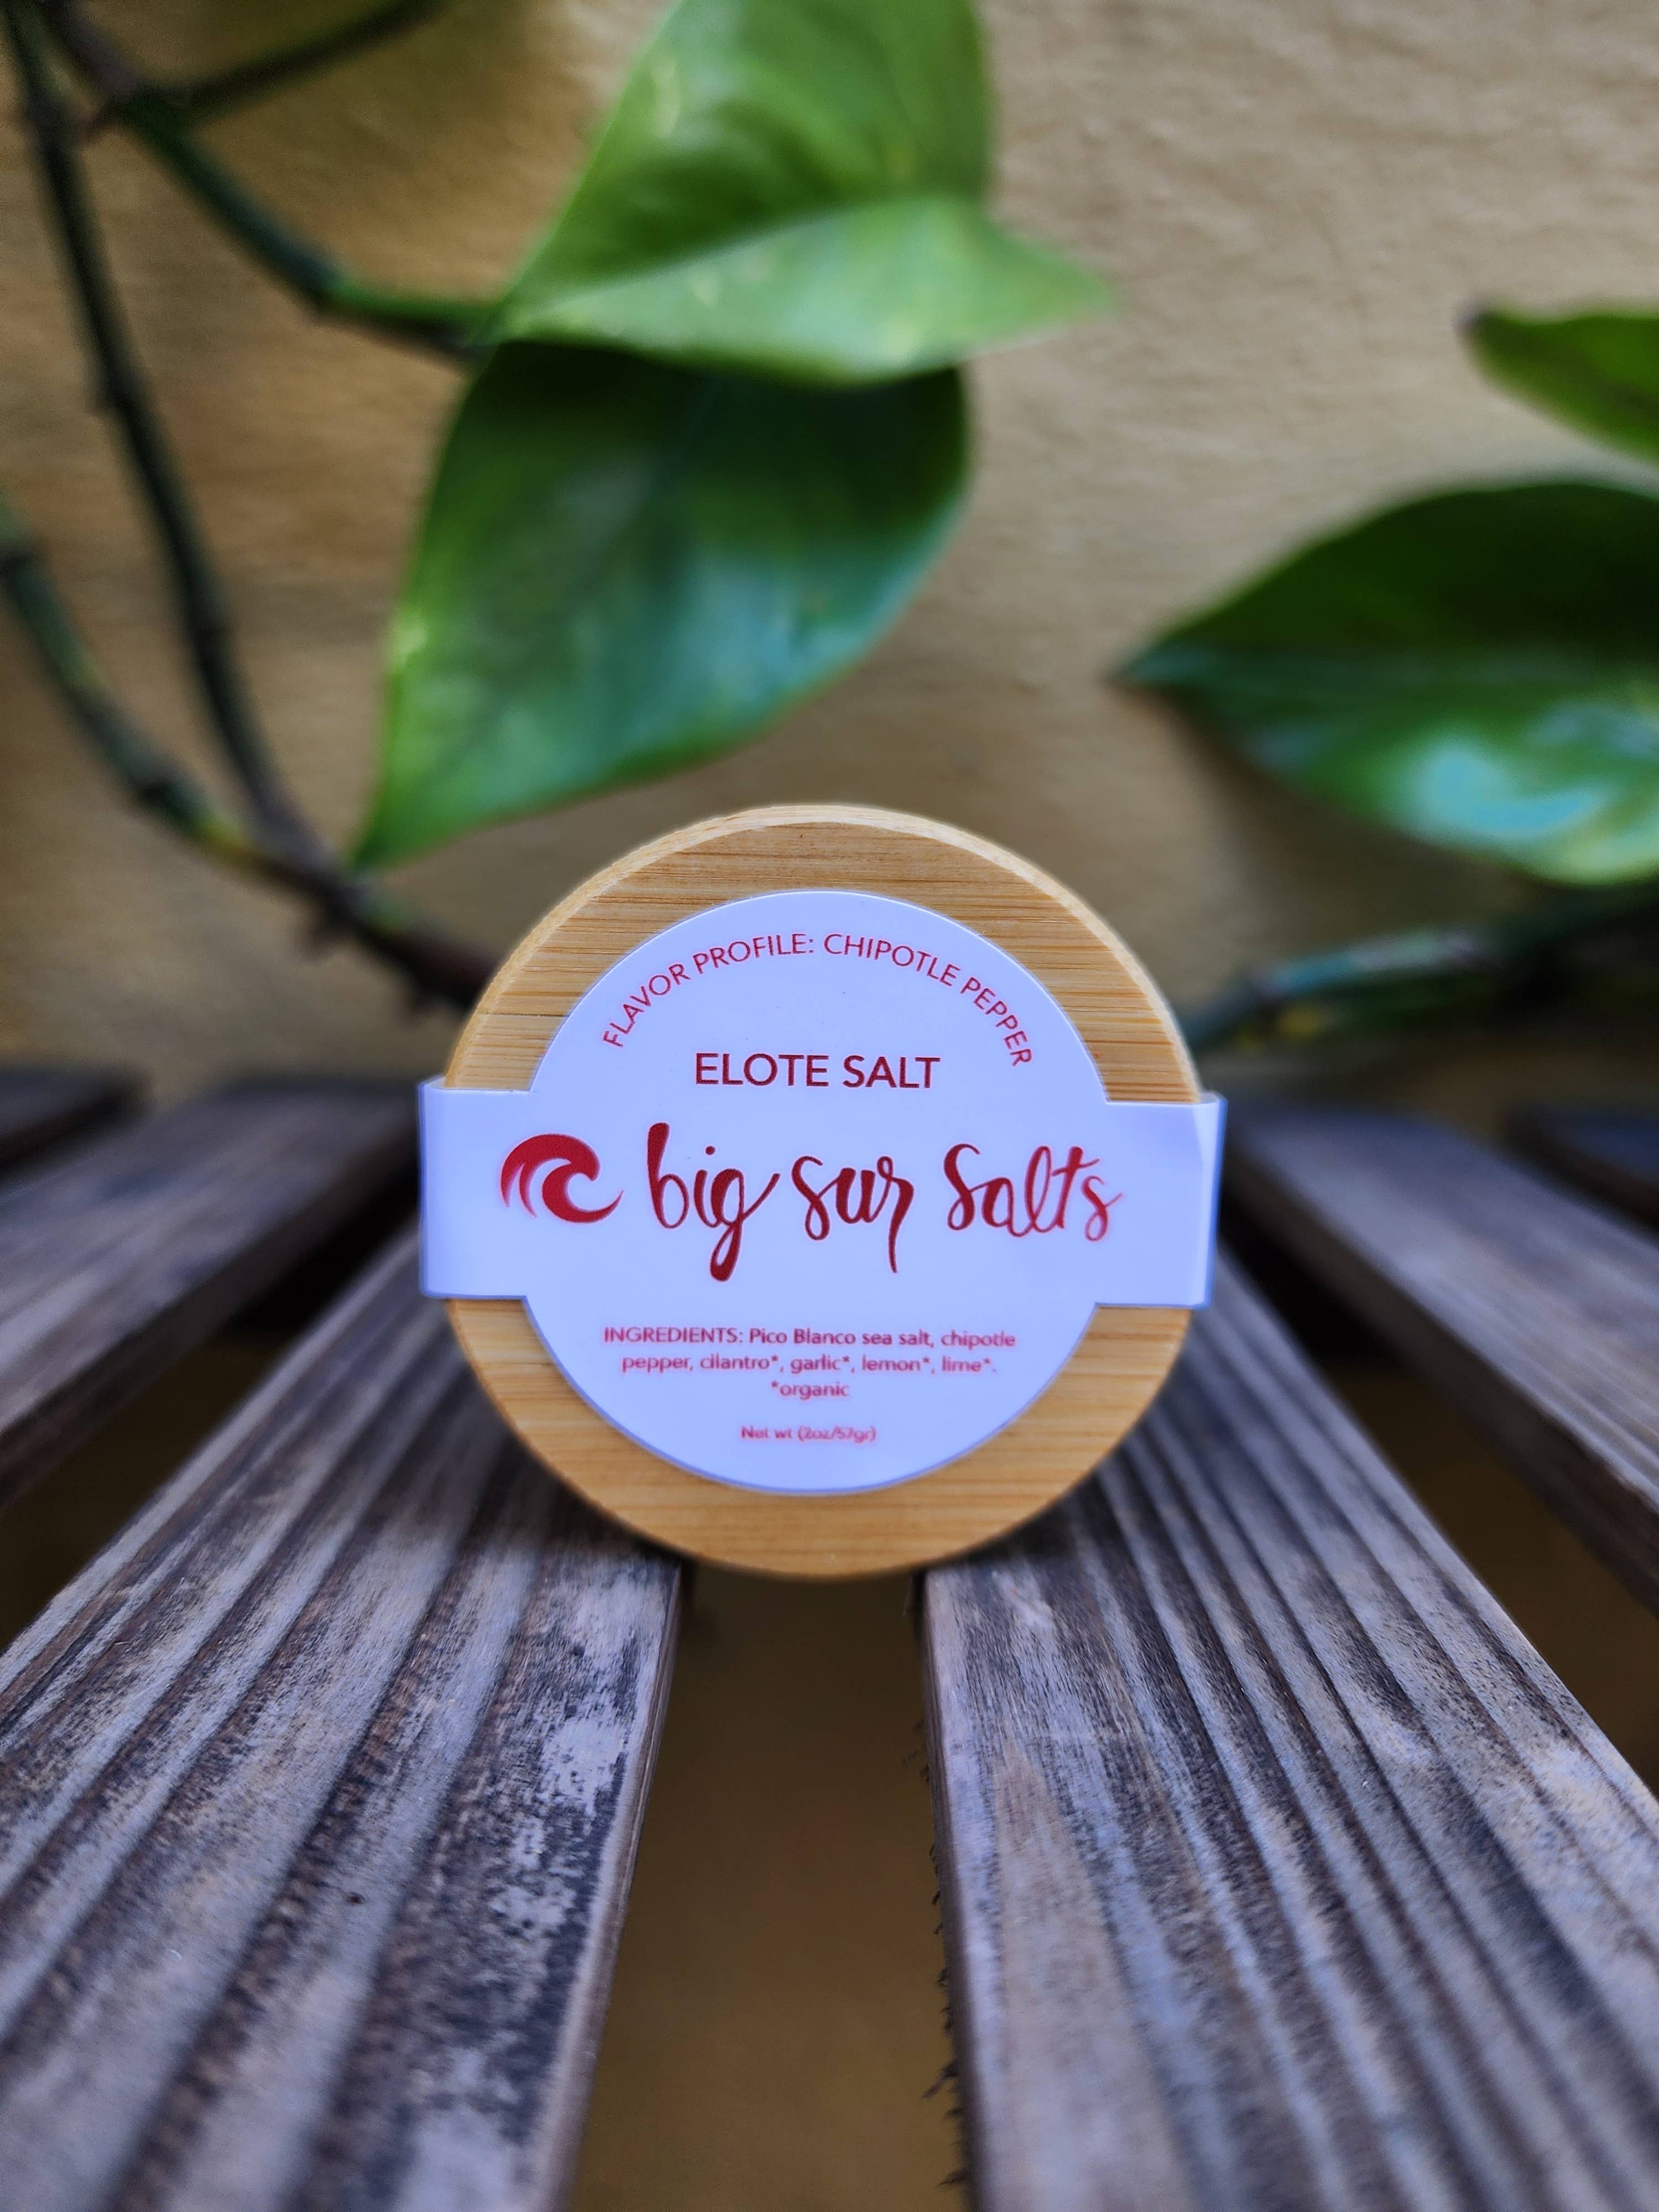 FLAVOR PROFILE: CHIPOTLE PEPPER
ELOTE SALT
big sur salts
INGREDIENTS: Pico Blanco sea salt, chipotle
pepper, cilantro*, garlic*, lemon*, lime*.
*organic
Net wt (2oz/57gr)